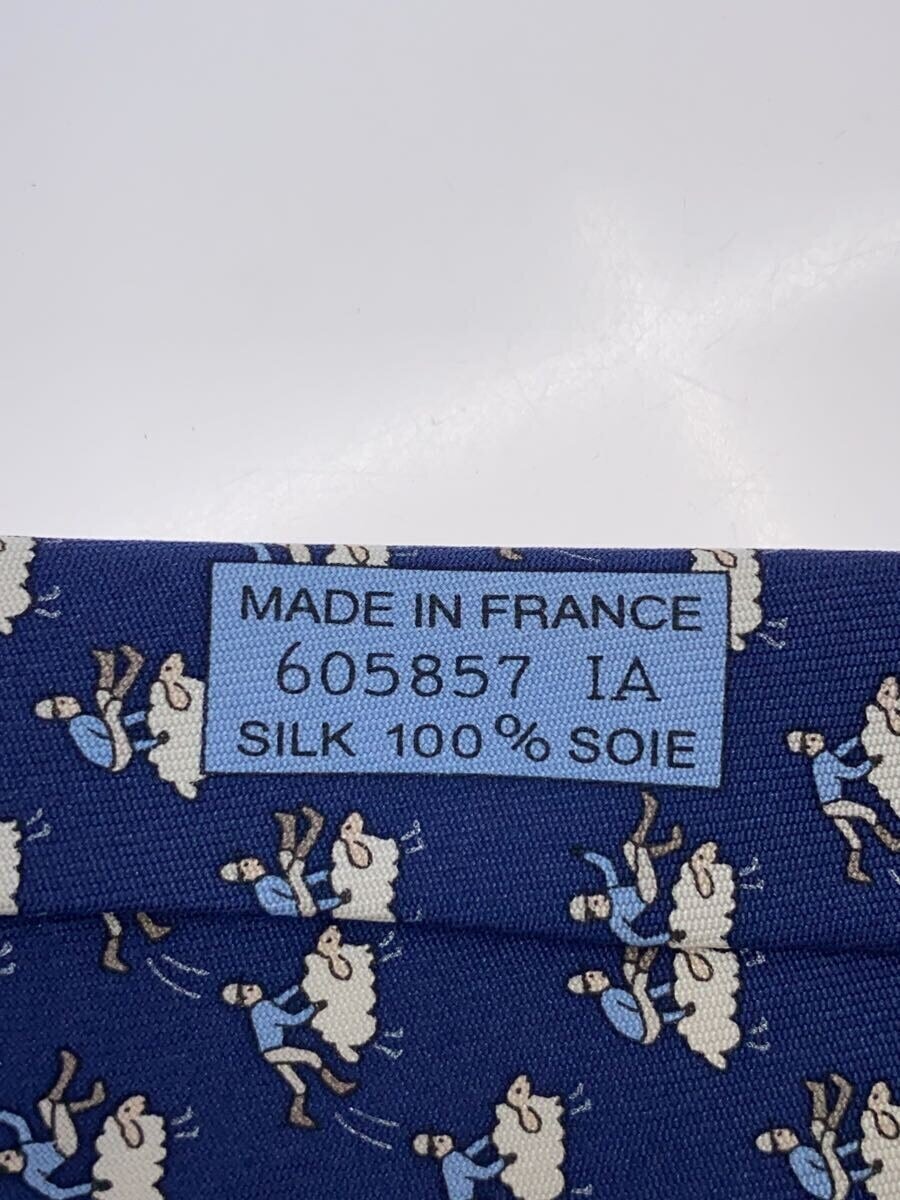 MADE IN FRANCE
605857 IA
SILK 100% SOIE